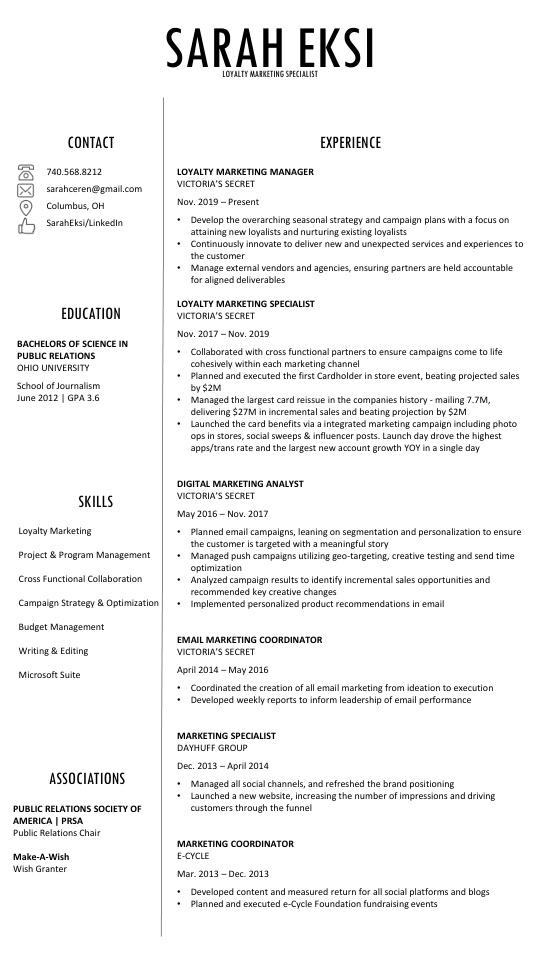 SARAH EKSI
LOYALTY MARKETING SPECIALIST
CONTACT
740.568.8212
sarahceren@gmail.com
Columbus, OH
SarahEksi/LinkedIn
EDUCATION
BACHELORS OF SCIENCE IN
PUBLIC RELATIONS
OHIO UNIVERSITY
School of Journalism
June 2012 | GPA 3.6
SKILLS
Loyalty Marketing
Project & Program Management
Cross Functional Collaboration
Campaign Strategy & Optimization
Budget Management
Writing & Editing
Microsoft Suite
ASSOCIATIONS
PUBLIC RELATIONS SOCIETY OF
AMERICA | PRSA
Public Relations Chair
Make-A-Wish
Wish Granter
EXPERIENCE
LOYALTY MARKETING MANAGER
VICTORIA'S SECRET
Nov. 2019 – Present
• Develop the overarching seasonal strategy and campaign plans with a focus on
attaining new loyalists and nurturing existing loyalists
• Continuously innovate to deliver new and unexpected services and experiences to
the customer
• Manage external vendors and agencies, ensuring partners are held accountable
for aligned deliverables
LOYALTY MARKETING SPECIALIST
VICTORIA'S SECRET
Nov. 2017 – Nov. 2019
• Collaborated with cross functional partners to ensure campaigns come to life
cohesively within each marketing channel
• Planned and executed the first Cardholder in store event, beating projected sales
by $2M
• Managed the largest card reissue in the companies history - mailing 7.7M,
delivering $27M in incremental sales and beating projection by $2M
• Launched the card benefits via a integrated marketing campaign including photo
ops in stores, social sweeps & influencer posts. Launch day drove the highest
apps/trans rate and the largest new account growth YOY in a single day
DIGITAL MARKETING ANALYST
VICTORIA'S SECRET
May 2016 – Nov. 2017
• Planned email campaigns, leaning on segmentation and personalization to ensure
the customer is targeted with a meaningful story
• Managed push campaigns utilizing geo-targeting, creative testing and send time
optimization
• Analyzed campaign results to identify incremental sales opportunities and
recommended key creative changes
• Implemented personalized product recommendations in email
EMAIL MARKETING COORDINATOR
VICTORIA'S SECRET
April 2014 – May 2016
• Coordinated the creation of all email marketing from ideation to execution
• Developed weekly reports to inform leadership of email performance
MARKETING SPECIALIST
DAYHUFF GROUP
Dec. 2013 – April 2014
• Managed all social channels, and refreshed the brand positioning
• Launched a new website, increasing the number of impressions and driving
customers through the funnel
MARKETING COORDINATOR
E-CYCLE
Mar. 2013 – Dec. 2013
• Developed content and measured return for all social platforms and blogs
• Planned and executed e-Cycle Foundation fundraising events